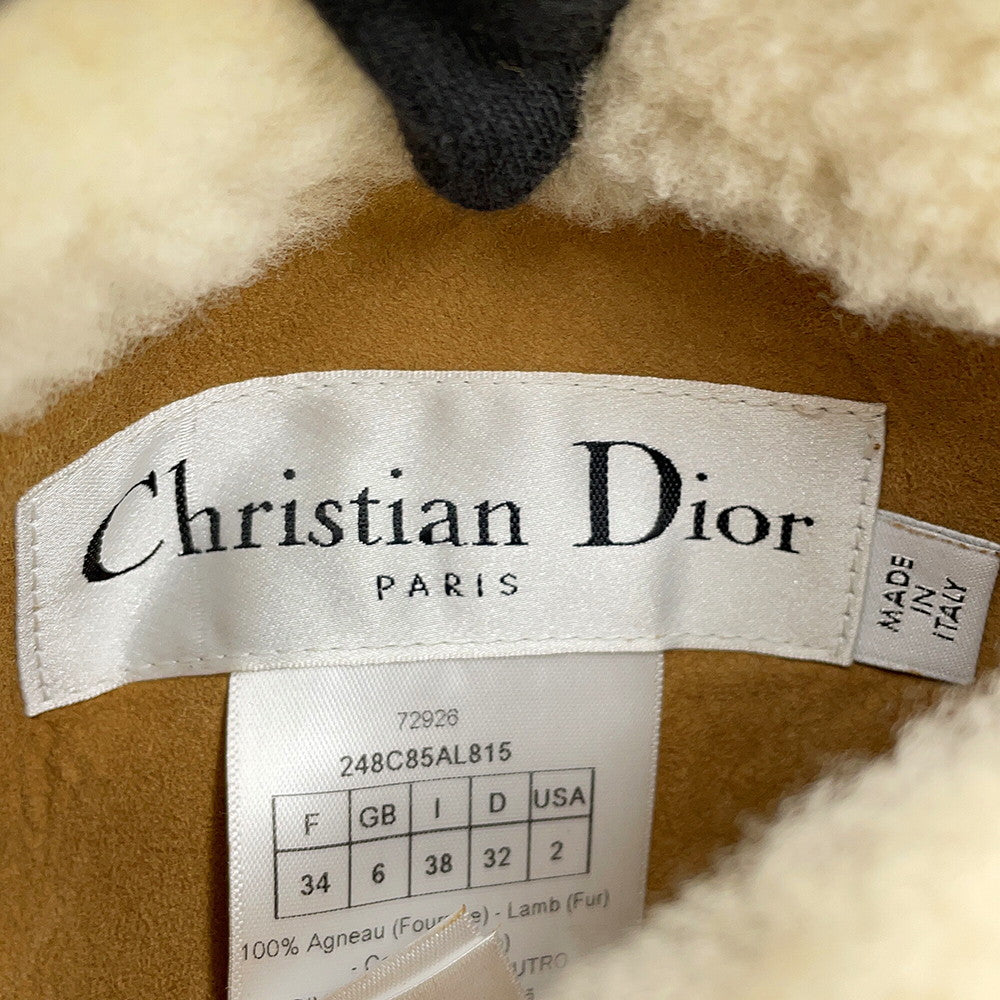 Christian Dior
PARIS
MADE
IN
ITALY
72926
248C85AL815
F GB I D USA
34 6 38 32 2
100% Agneau - Lamb (Fur)